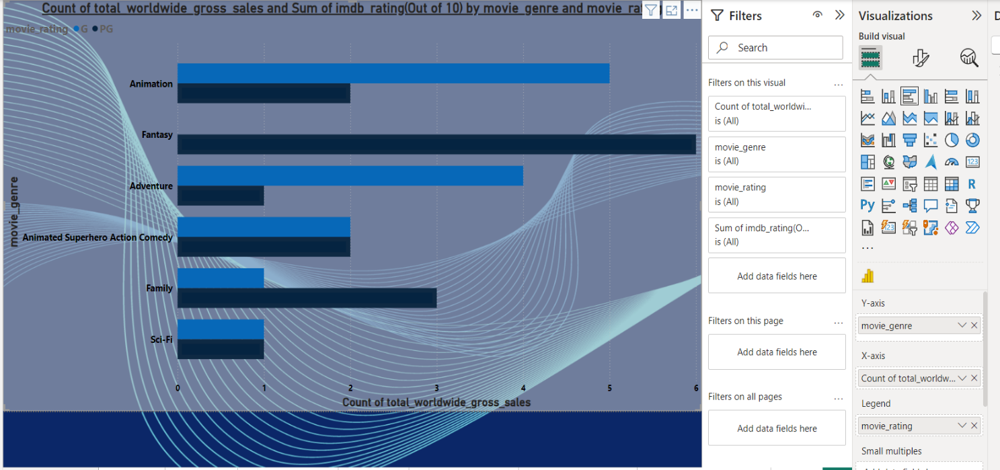 Count of total_worldwide_gross_sales and Sum of imdb_rating(Out of 10) by movie_genre and movie_rat
movie_rating G PG
movie_genre
Animation
Fantasy
Adventure
Animated Superhero Action Comedy
Family
Sci-Fi
0 1 2 3 4 5 6
Count of total_worldwide_gross_sales
Filters
Search
Filters on this visual
Count of total_worldwi...
is (All)
movie_genre
is (All)
movie_rating
is (All)
Sum of imdb_rating(O...
is (All)
Add data fields here
Filters on this page
Add data fields here
Filters on all pages
Add data fields here
Visualizations
Build visual
123
R
Py
123
Y-axis
movie_genre
X-axis
Count of total_worldw...
Legend
movie_rating
Small multiples